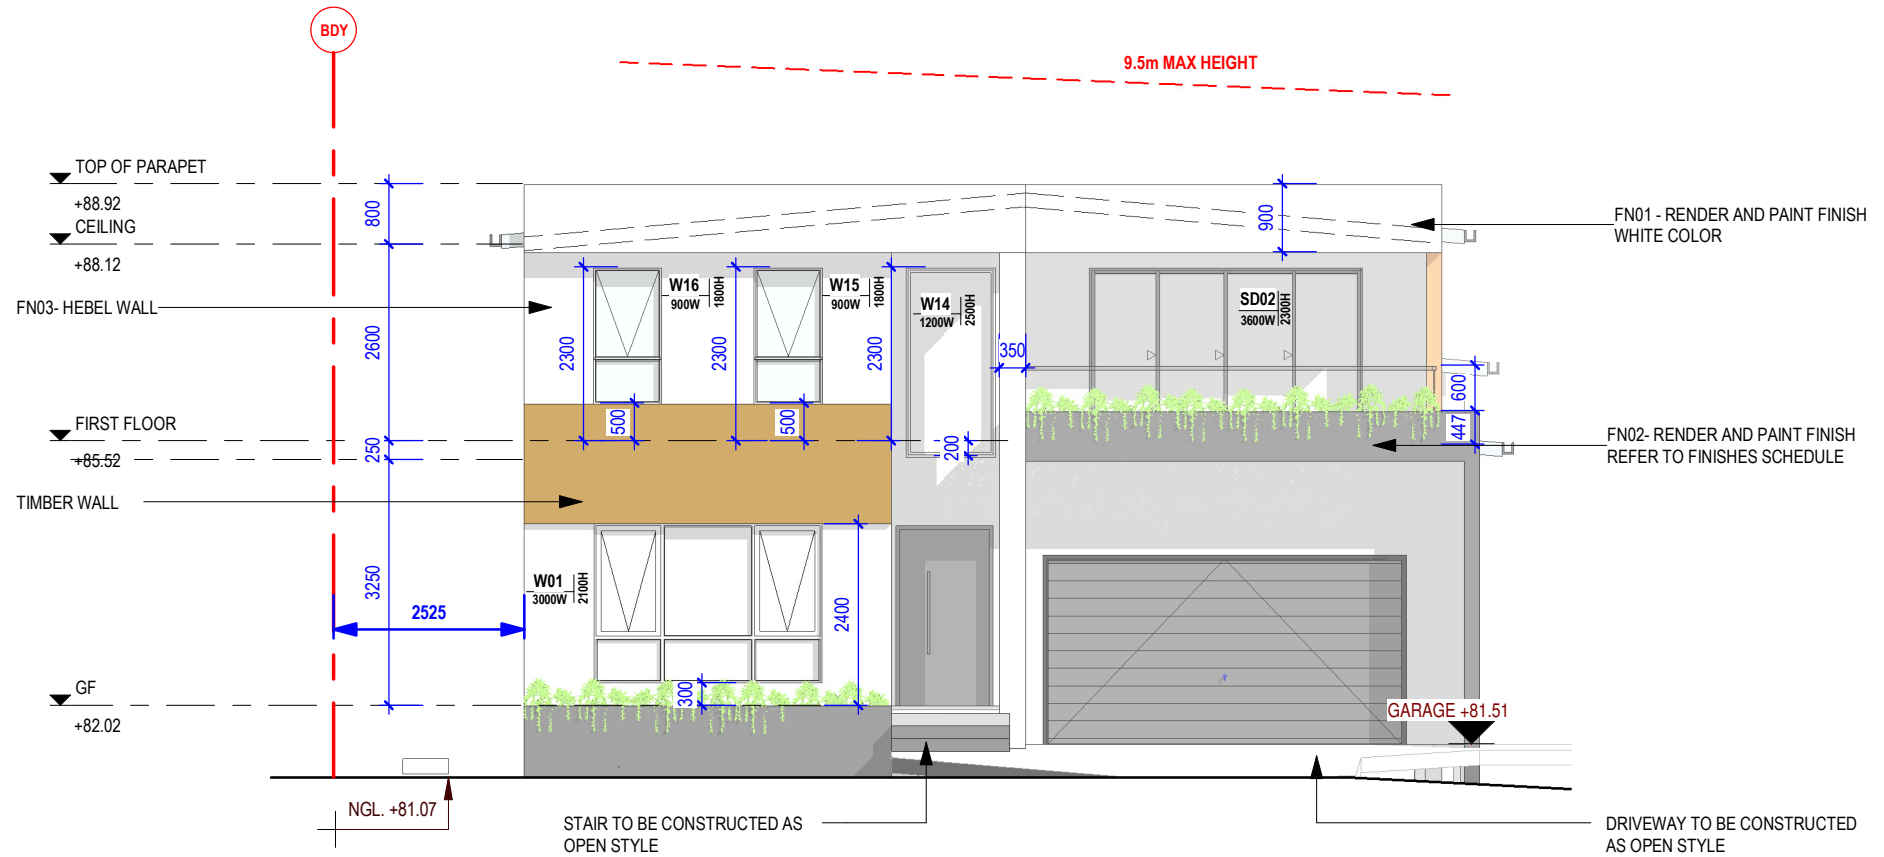 BDY
9.5m MAX HEIGHT
TOP OF PARAPET
+88.92
CEILING
+88.12
800
900
FN01 - RENDER AND PAINT FINISH
WHITE COLOR
FN03- HEBEL WALL
2600
2300
W16
900W
1800H
2300
W15
900W
1800H
2300
W14
1200W
2500H
350
SD02
3600W
2300H
600
447
FIRST FLOOR
+85.52
250
500
500
200
FN02- RENDER AND PAINT FINISH
REFER TO FINISHES SCHEDULE
TIMBER WALL
3250
2525
W01
3000W
2100H
2400
300
GF
+82.02
GARAGE +81.51
NGL. +81.07
STAIR TO BE CONSTRUCTED AS
OPEN STYLE
DRIVEWAY TO BE CONSTRUCTED
AS OPEN STYLE